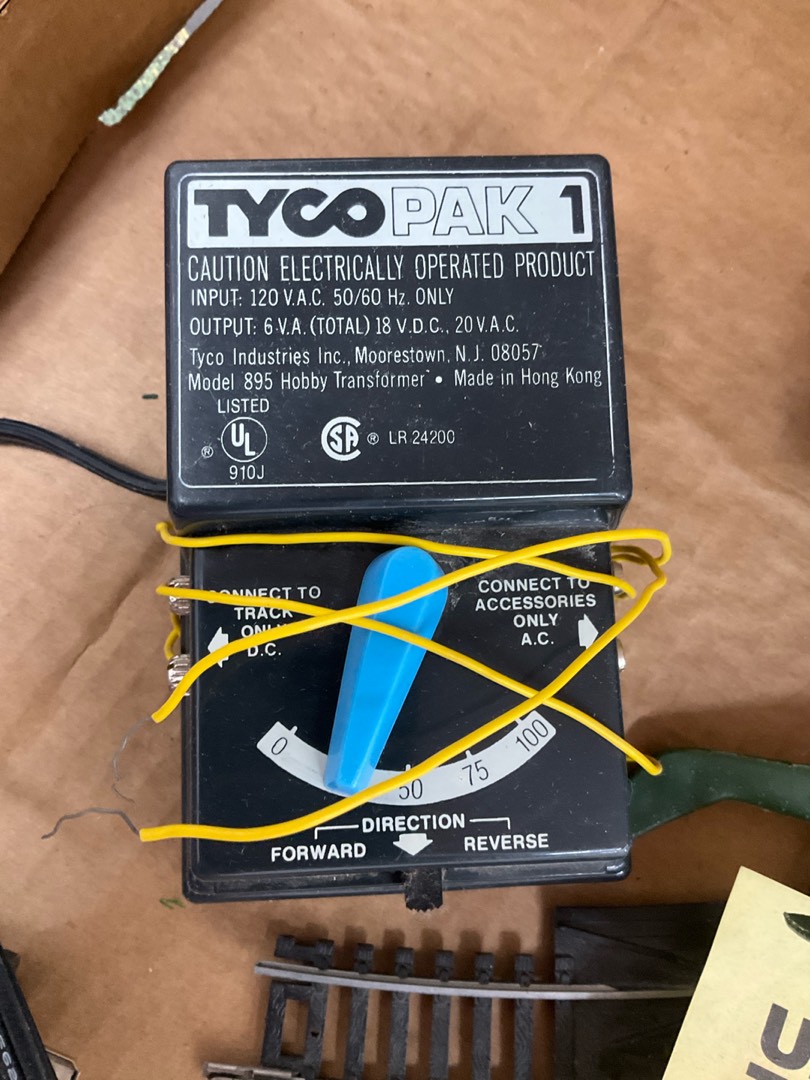 TYCO PAK 1
CAUTION ELECTRICALLY OPERATED PRODUCT
INPUT: 120 V.A.C. 50/60 Hz. ONLY
OUTPUT: 6 V.A. (TOTAL) 18 V.D.C., 20 V.A.C.
Tyco Industries Inc., Moorestown, N.J. 08057
Model 895 Hobby Transformer • Made in Hong Kong
LISTED
® UL SA ® LR 24200
910J
CONNECT TO
TRACK
ONLY
D.C.
CONNECT TO
ACCESSORIES
ONLY
A.C.
0 50 75 100
DIRECTION
FORWARD REVERSE